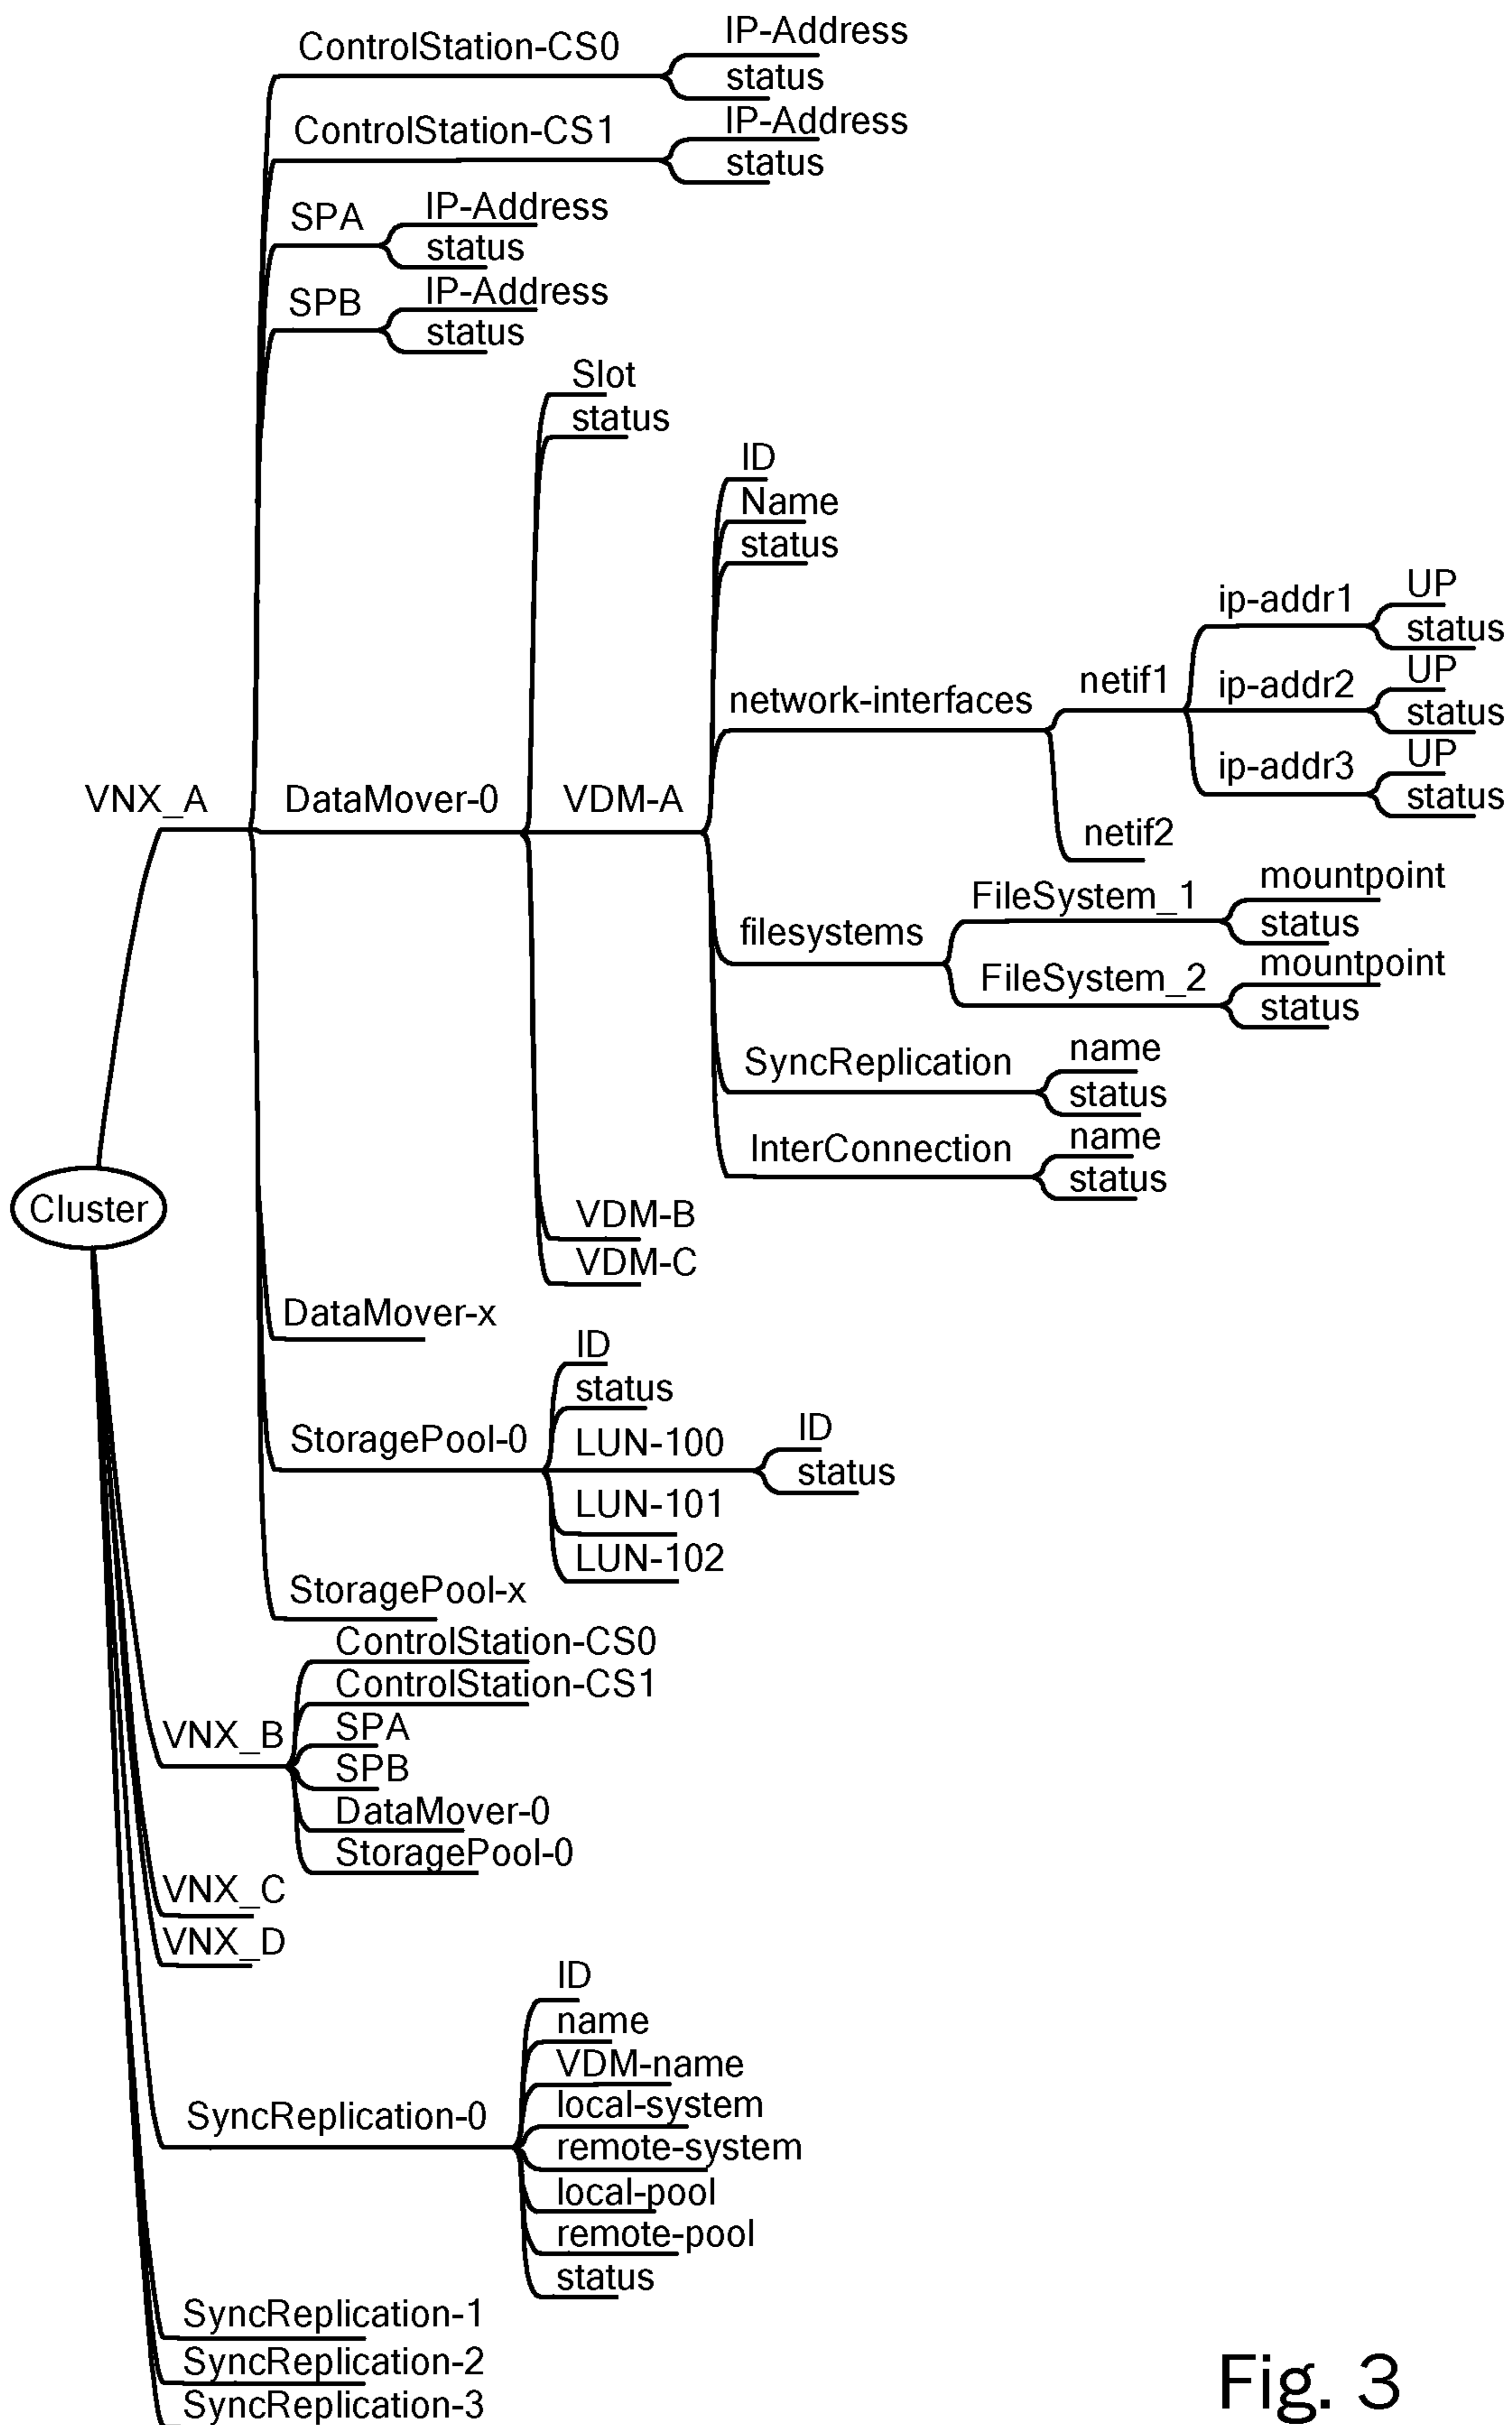 ControlStation-CS0
IP-Address
status
ControlStation-CS1
IP-Address
status
SPA
IP-Address
status
SPB
IP-Address
status
VNX_A
DataMover-0
Slot
status
VDM-A
ID
Name
status
network-interfaces
netif1
ip-addr1
UP
status
ip-addr2
UP
status
ip-addr3
UP
status
netif2
filesystems
FileSystem_1
mountpoint
status
FileSystem_2
mountpoint
status
SyncReplication
name
status
InterConnection
name
status
VDM-B
VDM-C
Cluster
DataMover-x
StoragePool-0
ID
status
LUN-100
ID
status
LUN-101
LUN-102
StoragePool-x
VNX_B
ControlStation-CS0
ControlStation-CS1
SPA
SPB
DataMover-0
StoragePool-0
VNX_C
VNX_D
SyncReplication-0
ID
name
VDM-name
local-system
remote-system
local-pool
remote-pool
status
SyncReplication-1
SyncReplication-2
SyncReplication-3
Fig. 3